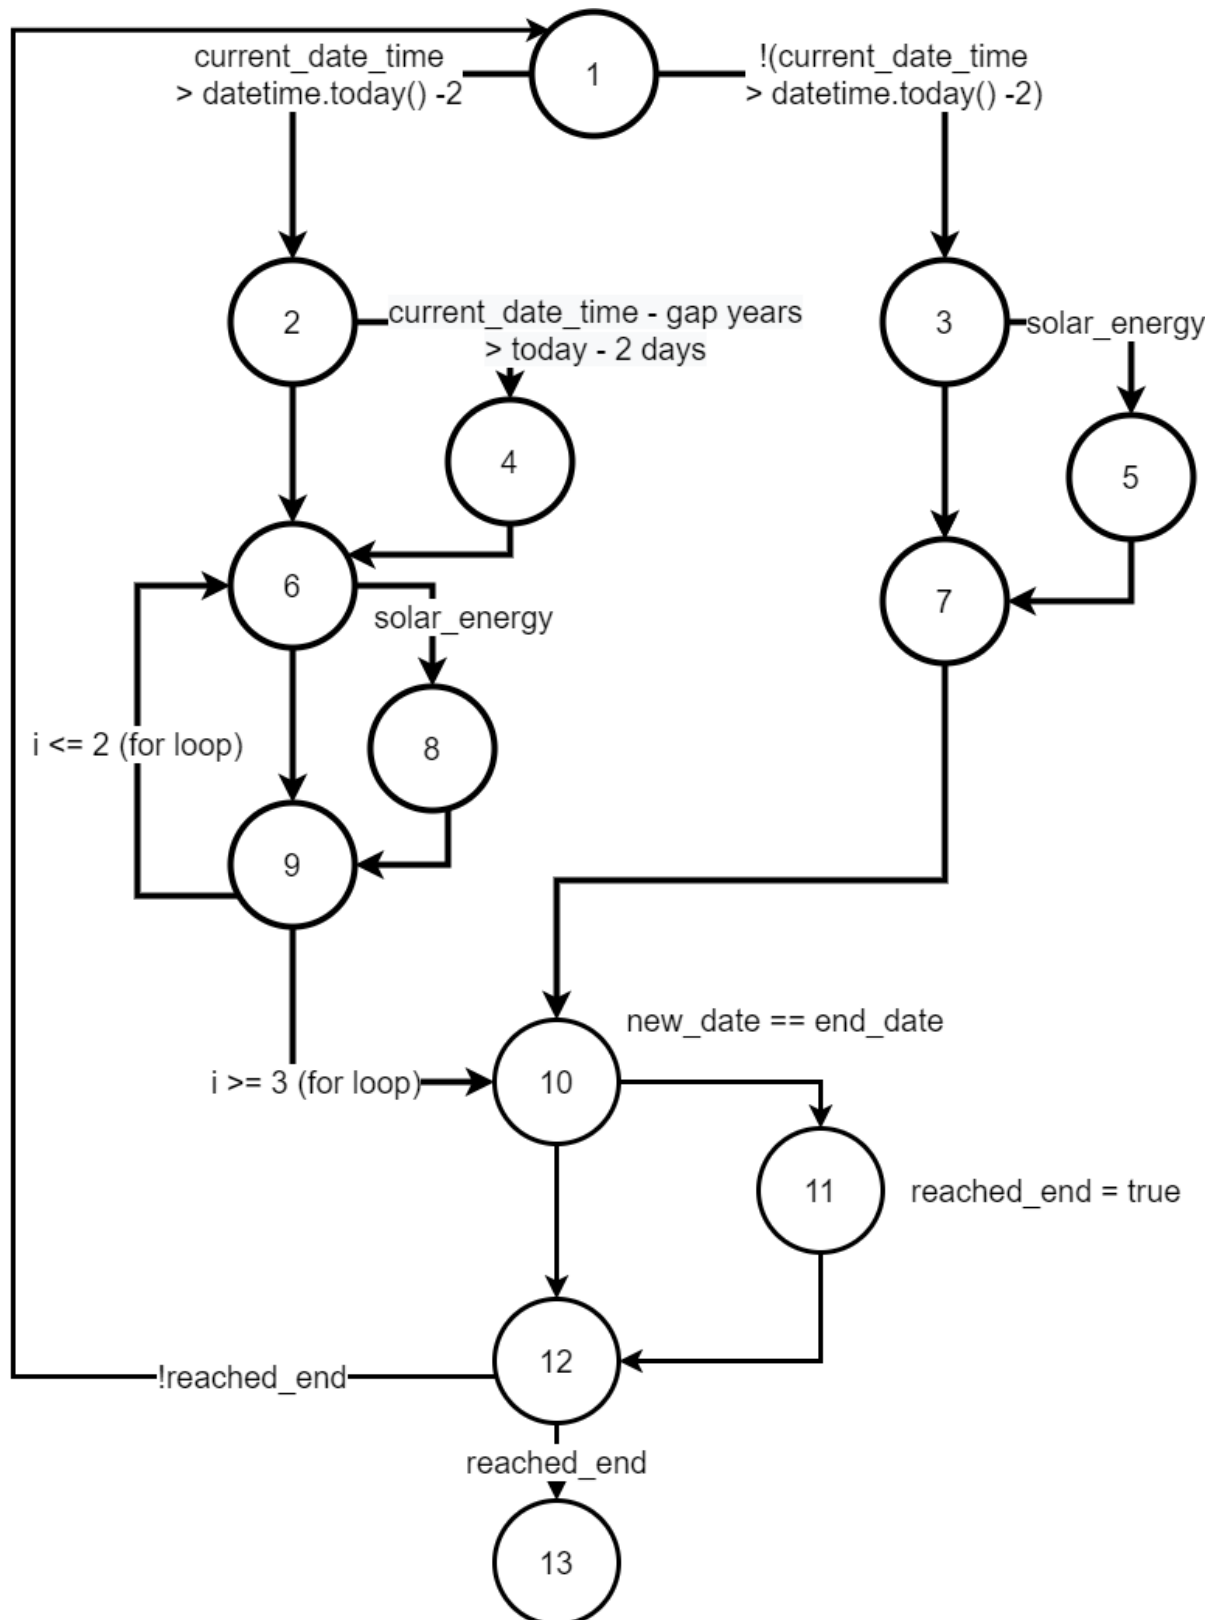 1
current_date_time
> datetime.today() -2
!(current_date_time
> datetime.today() -2)
2
current_date_time - gap years
> today - 2 days
3
solar_energy
4
5
6
solar_energy
7
i <= 2 (for loop)
8
9
new_date == end_date
i >= 3 (for loop)
10
11
reached_end = true
12
!reached_end
reached_end
13